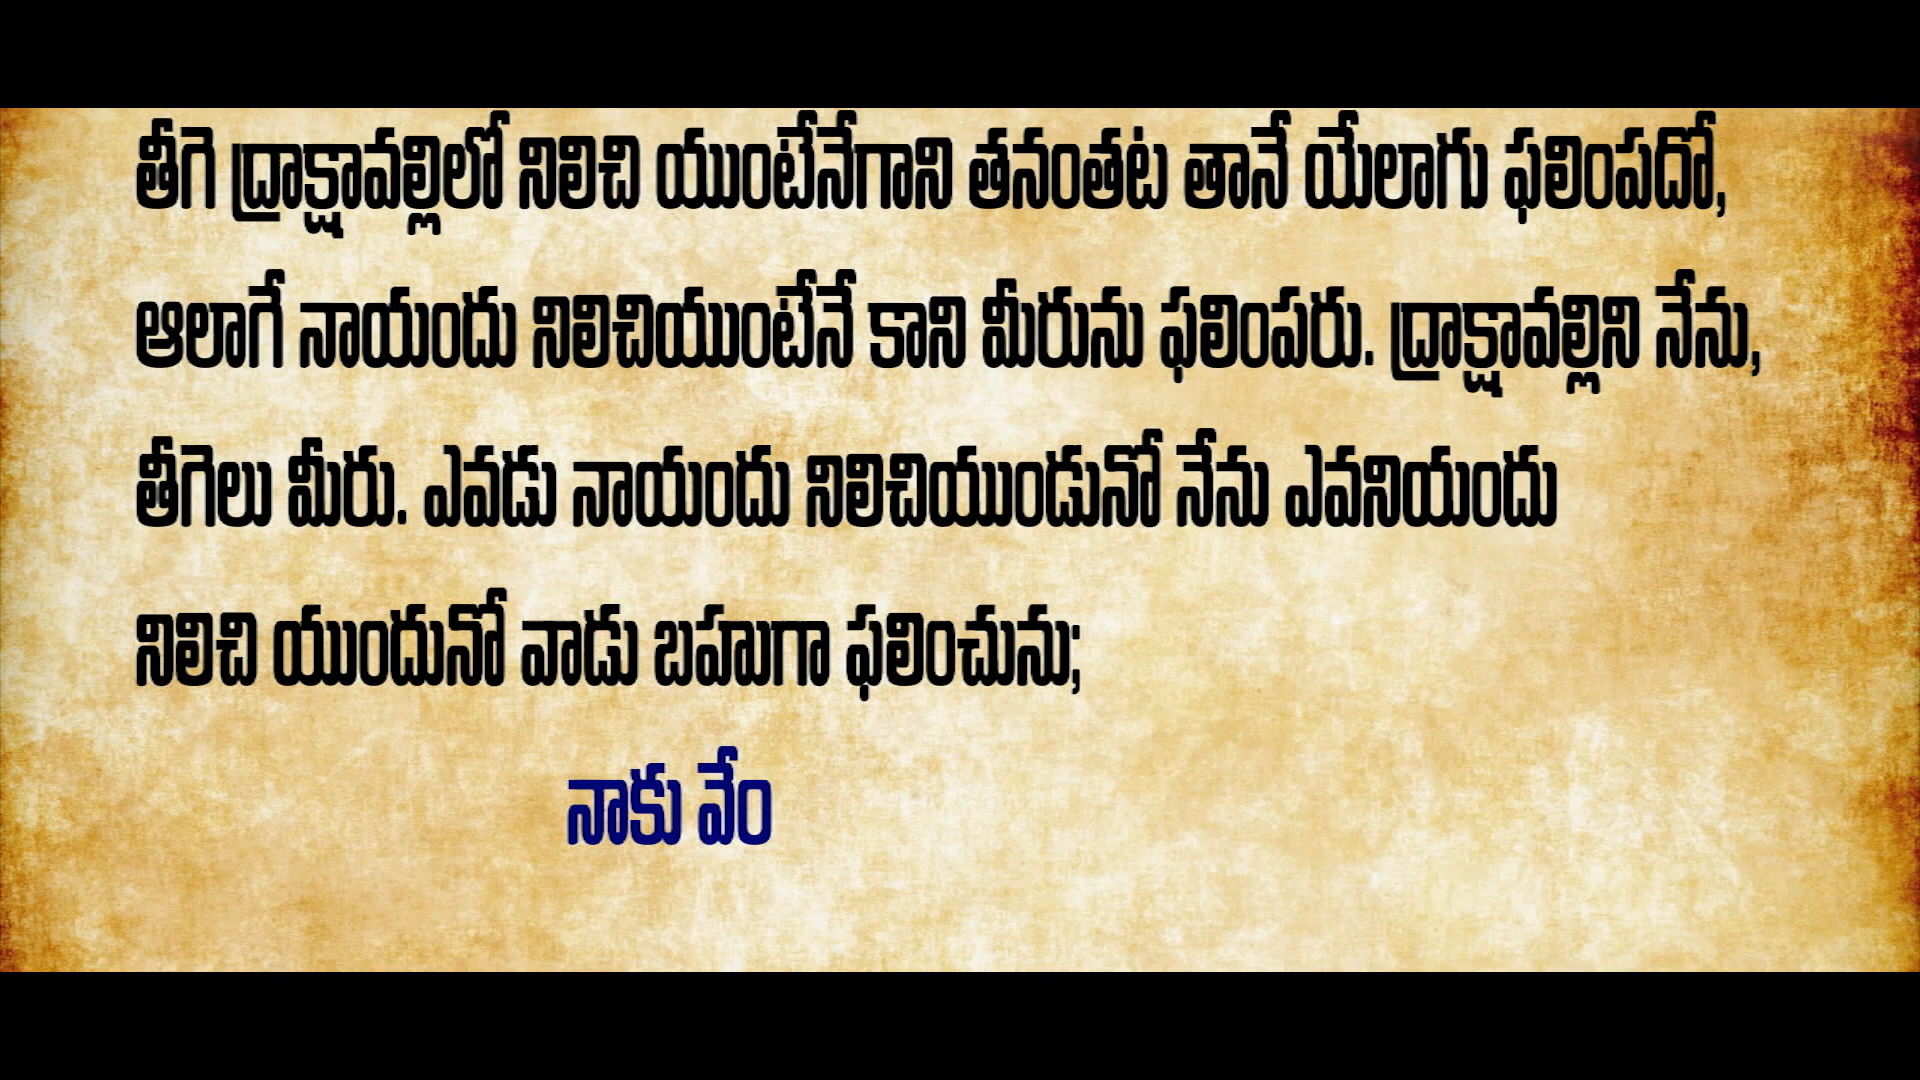 తీగె ద్రాక్షావల్లిలో నిలిచి యుంటేనేగాని తనంతట తానే యేలాగు ఫలింపదో,
ఆలాగే నాయందు నిలిచియుంటేనే కాని మీరును ఫలింపరు. ద్రాక్షావల్లిని నేను,
తీగెలు మీరు. ఎవడు నాయందు నిలిచియుండునో నేను ఎవనియందు
నిలిచి యుందునో వాడు బహుగా ఫలించును;
నాకు వేం